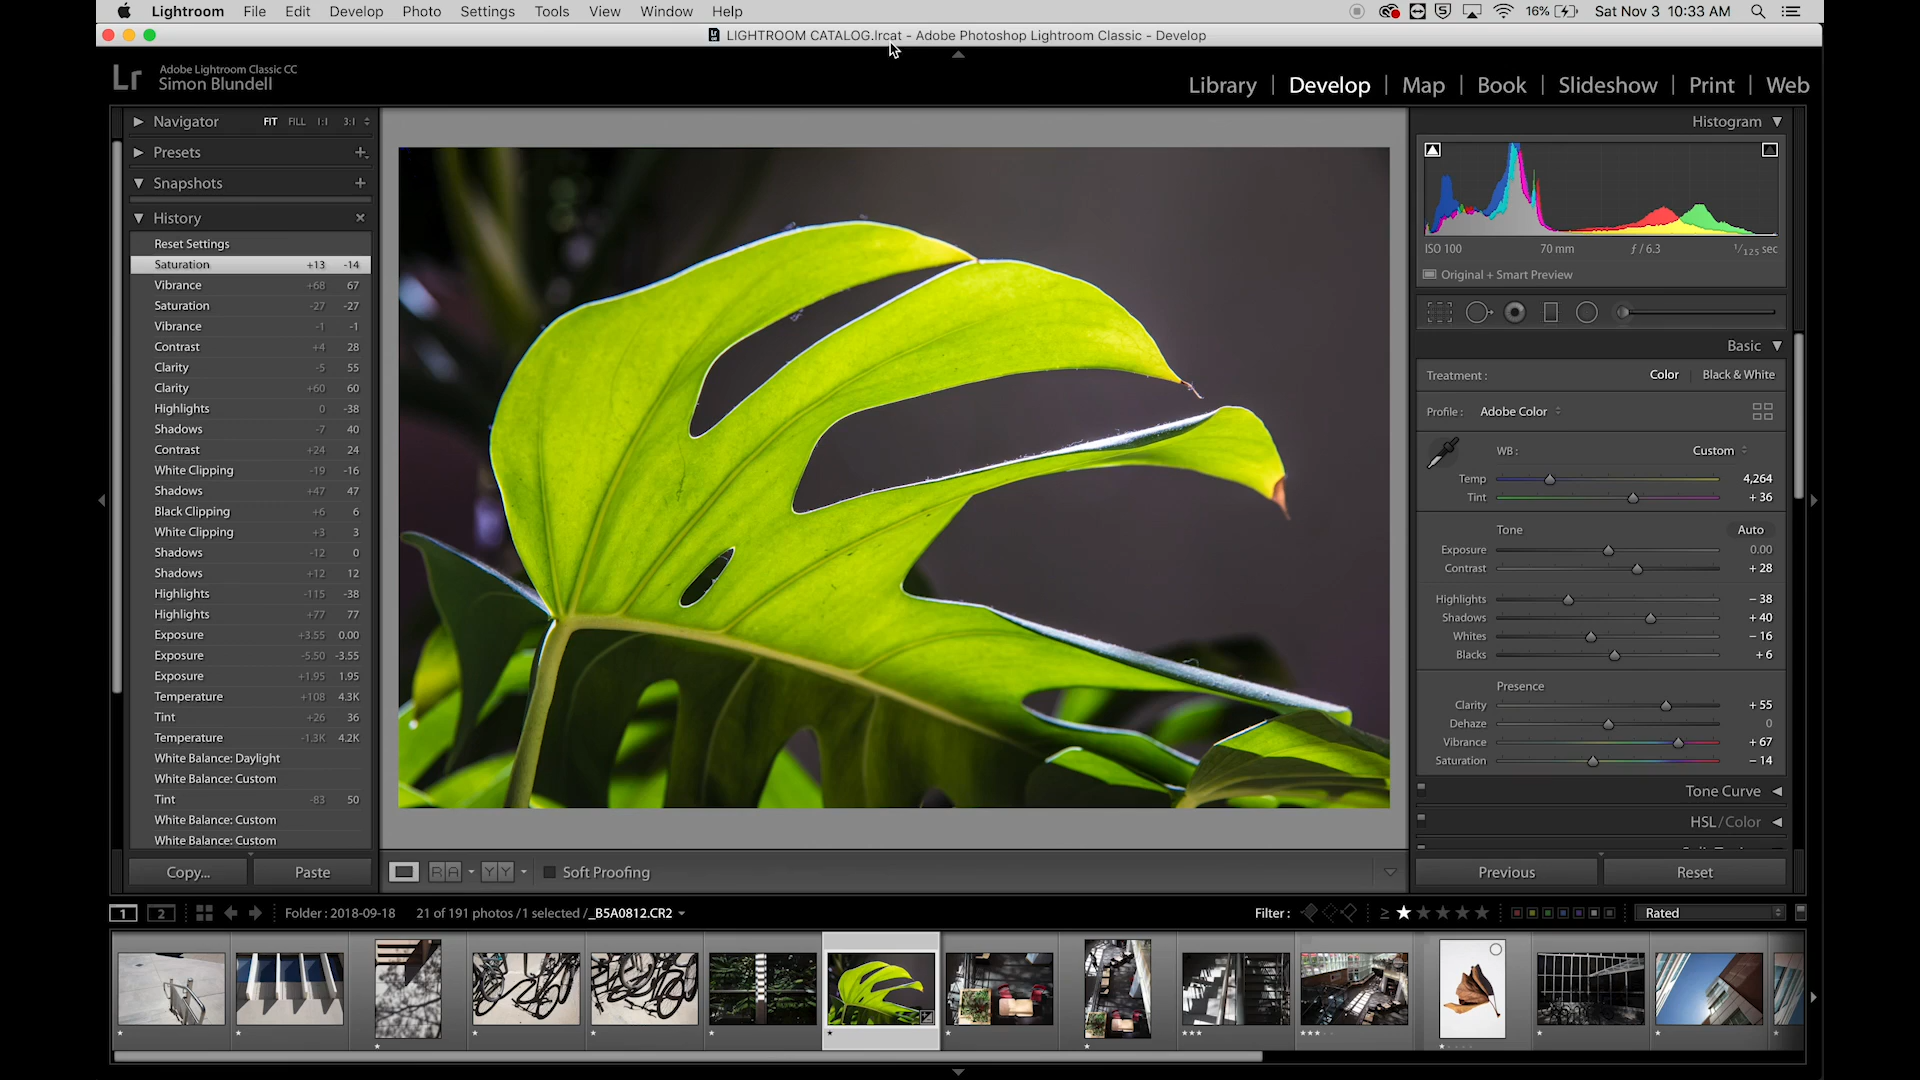 Lightroom File Edit Develop Photo Settings Tools View Window Help 16% Sat Nov 3 10:33 AM
LIGHTROOM CATALOG.lrcat - Adobe Photoshop Lightroom Classic - Develop
Lr Adobe Lightroom Classic CC
Simon Blundell
Library | Develop | Map | Book | Slideshow | Print | Web
Navigator FIT FILL 1:1 3:1
Presets
Snapshots
History
Reset Settings
Saturation +13 -14
Vibrance +68 67
Saturation -27 -27
Vibrance -1 -1
Contrast +4 28
Clarity -5 55
Clarity +60 60
Highlights 0 -38
Shadows -7 40
Contrast +24 24
White Clipping -19 -16
Shadows +47 47
Black Clipping +6 6
White Clipping +3 3
Shadows -12 0
Shadows +12 12
Highlights -115 -38
Highlights +77 77
Exposure +3.55 0.00
Exposure -5.50 -3.55
Exposure +1.95 1.95
Temperature +108 4.3K
Tint +26 36
Temperature -1.3K 4.2K
White Balance: Daylight
White Balance: Custom
Tint -83 50
White Balance: Custom
White Balance: Custom
Copy... Paste
Histogram
ISO 100 70 mm ƒ / 6.3 1/125 sec
Original + Smart Preview
Basic
Treatment : Color Black & White
Profile : Adobe Color
WB : Custom
Temp 4,264
Tint + 36
Tone Auto
Exposure 0.00
Contrast + 28
Highlights − 38
Shadows + 40
Whites − 16
Blacks + 6
Presence
Clarity + 55
Dehaze 0
Vibrance + 67
Saturation − 14
Tone Curve
HSL / Color
Previous Reset
R A Y Y Soft Proofing
1 2 Folder : 2018-09-18 21 of 191 photos / 1 selected / _B5A0812.CR2 Filter : ≥ Rated